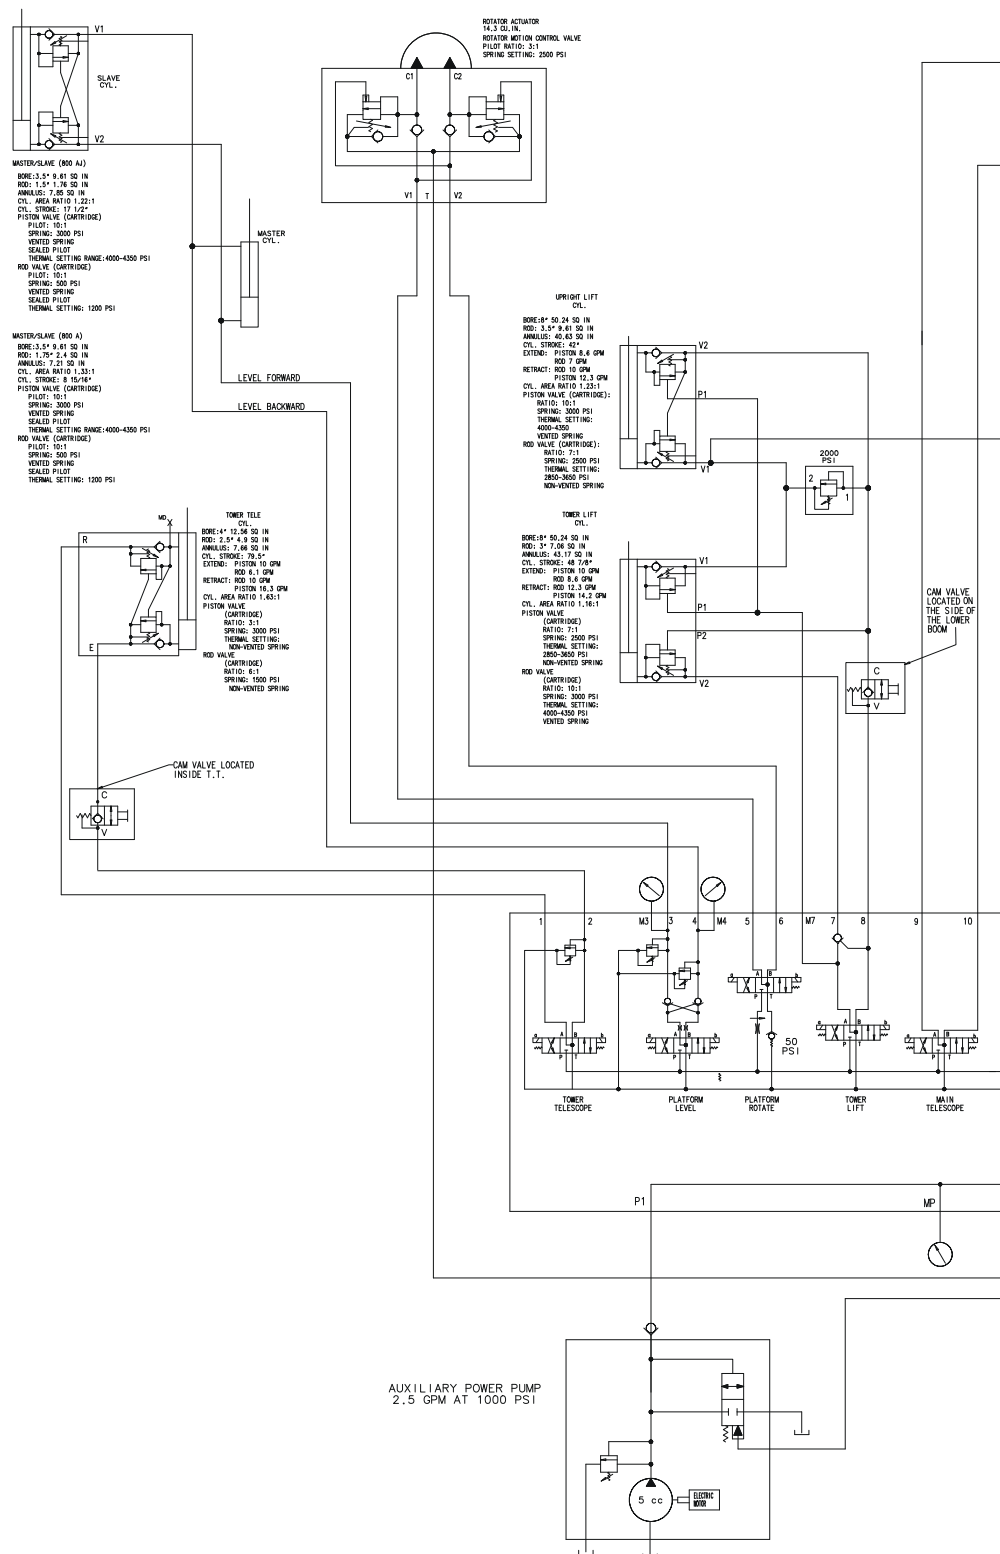 V1
SLAVE
CYL.
V2
MASTER/SLAVE (800 AJ)
BORE:3.5" 9.61 SQ IN
ROD: 1.5" 1.76 SQ IN
ANNULUS: 7.85 SQ IN
CYL. AREA RATIO 1.22:1
CYL. STROKE: 17 1/2"
PISTON VALVE (CARTRIDGE)
PILOT: 10:1
SPRING: 3000 PSI
VENTED SPRING
SEALED PILOT
THERMAL SETTING RANGE:4000-4350 PSI
ROD VALVE (CARTRIDGE)
PILOT: 10:1
SPRING: 500 PSI
VENTED SPRING
SEALED PILOT
THERMAL SETTING: 1200 PSI
MASTER/SLAVE (800 A)
BORE:3.5" 9.61 SQ IN
ROD: 1.75" 2.4 SQ IN
ANNULUS: 7.21 SQ IN
CYL. AREA RATIO 1.33:1
CYL. STROKE: 8 15/16"
PISTON VALVE (CARTRIDGE)
PILOT: 10:1
SPRING: 3000 PSI
VENTED SPRING
SEALED PILOT
THERMAL SETTING RANGE:4000-4350 PSI
ROD VALVE (CARTRIDGE)
PILOT: 10:1
SPRING: 500 PSI
VENTED SPRING
SEALED PILOT
THERMAL SETTING: 1200 PSI
MASTER
CYL.
LEVEL FORWARD
LEVEL BACKWARD
ROTATOR ACTUATOR
14.3 CU.IN.
ROTATOR MOTION CONTROL VALVE
PILOT RATIO: 3:1
SPRING SETTING: 2500 PSI
C1 C2
V1 T V2
UPRIGHT LIFT
CYL.
BORE:8" 50.24 SQ IN
ROD: 3.5" 9.61 SQ IN
ANNULUS: 40.63 SQ IN
CYL. STROKE: 42"
EXTEND: PISTON 8.6 GPM
ROD 7 GPM
RETRACT: ROD 10 GPM
PISTON 12.3 GPM
CYL. AREA RATIO 1.23:1
PISTON VALVE (CARTRIDGE):
RATIO: 10:1
SPRING: 3000 PSI
THERMAL SETTING:
4000-4350
VENTED SPRING
ROD VALVE (CARTRIDGE):
RATIO: 7:1
SPRING: 2500 PSI
THERMAL SETTING:
2850-3650 PSI
NON-VENTED SPRING
V2
P1
V1
2000
PSI
2
1
TOWER LIFT
CYL.
BORE:8" 50.24 SQ IN
ROD: 3" 7.06 SQ IN
ANNULUS: 43.17 SQ IN
CYL. STROKE: 48 7/8"
EXTEND: PISTON 10 GPM
ROD 8.6 GPM
RETRACT: ROD 12.3 GPM
PISTON 14.2 GPM
CYL. AREA RATIO 1.16:1
PISTON VALVE
(CARTRIDGE)
RATIO: 7:1
SPRING: 2500 PSI
THERMAL SETTING:
2850-3650 PSI
NON-VENTED SPRING
ROD VALVE
(CARTRIDGE)
RATIO: 10:1
SPRING: 3000 PSI
THERMAL SETTING:
4000-4350 PSI
VENTED SPRING
V1
P1
P2
V2
CAM VALVE
LOCATED ON
THE SIDE OF
THE LOWER
BOOM
C
V
MD
R
E
TOWER TELE
CYL.
BORE:4" 12.56 SQ IN
ROD: 2.5" 4.9 SQ IN
ANNULUS: 7.66 SQ IN
CYL. STROKE: 79.5"
EXTEND: PISTON 10 GPM
ROD 6.1 GPM
RETRACT: ROD 10 GPM
PISTON 16.3 GPM
CYL. AREA RATIO 1.63:1
PISTON VALVE
(CARTRIDGE)
RATIO: 3:1
SPRING: 3000 PSI
THERMAL SETTING:
NON-VENTED SPRING
ROD VALVE
(CARTRIDGE)
RATIO: 6:1
SPRING: 1500 PSI
NON-VENTED SPRING
CAM VALVE LOCATED
INSIDE T.T.
C
V
1 2 M3 3 4 M4 5 6 M7 7 8 9 10
a A B b
P T
a A B b
P T
a A B b
P T
a A B b
P T
a A B b
P T
50
PSI
TOWER
TELESCOPE
PLATFORM
LEVEL
PLATFORM
ROTATE
TOWER
LIFT
MAIN
TELESCOPE
P1
MP
AUXILIARY POWER PUMP
2.5 GPM AT 1000 PSI
5 cc
ELECTRIC
MOTOR